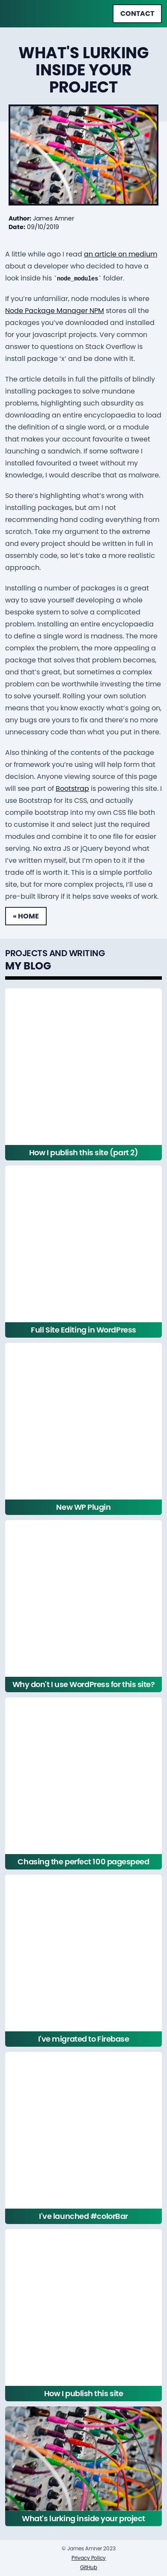 CONTACT
WHAT'S LURKING
INSIDE YOUR
PROJECT
Author: James Amner
Date: 09/10/2019
A little while ago I read an article on medium
about a developer who decided to have a
look inside his `node_modules` folder.
If you're unfamiliar, node modules is where
Node Package Manager NPM stores all the
packages you've downloaded and installed
for your javascript projects. Very common
answer to questions on Stack Overflow is
install package 'x' and be done with it.
The article details in full the pitfalls of blindly
installing packages to solve mundane
problems, highlighting such absurdity as
downloading an entire encyclopaedia to load
the definition of a single word, or a module
that makes your account favourite a tweet
launching a sandwich. If some software I
installed favourited a tweet without my
knowledge, I would describe that as malware.
So there's highlighting what's wrong with
installing packages, but am I not
recommending hand coding everything from
scratch. Take my argument to the extreme
and every project should be written in full in
assembly code, so let's take a more realistic
approach.
Installing a number of packages is a great
way to save yourself developing a whole
bespoke system to solve a complicated
problem. Installing an entire encyclopaedia
to define a single word is madness. The more
complex the problem, the more appealing a
package that solves that problem becomes,
and that's great, but sometimes a complex
problem can be worthwhile investing the time
to solve yourself. Rolling your own solution
means that you know exactly what's going on,
any bugs are yours to fix and there's no more
unnecessary code than what you put in there.
Also thinking of the contents of the package
or framework you're using will help form that
decision. Anyone viewing source of this page
will see part of Bootstrap is powering this site. I
use Bootstrap for its CSS, and actually
compile bootstrap into my own CSS file both
to customise it and select just the required
modules and combine it to one file for easier
serving. No extra JS or jQuery beyond what
I've written myself, but I'm open to it if the
trade off is worth it. This is a simple portfolio
site, but for more complex projects, I'll use a
pre-built library if it helps save weeks of work.
« HOME
PROJECTS AND WRITING
MY BLOG
How I publish this site (part 2)
Full Site Editing in WordPress
New WP Plugin
Why don't I use WordPress for this site?
Chasing the perfect 100 pagespeed
I've migrated to Firebase
I've launched #colorBar
How I publish this site
What's lurking inside your project
© James Amner 2023
Privacy Policy
GitHub